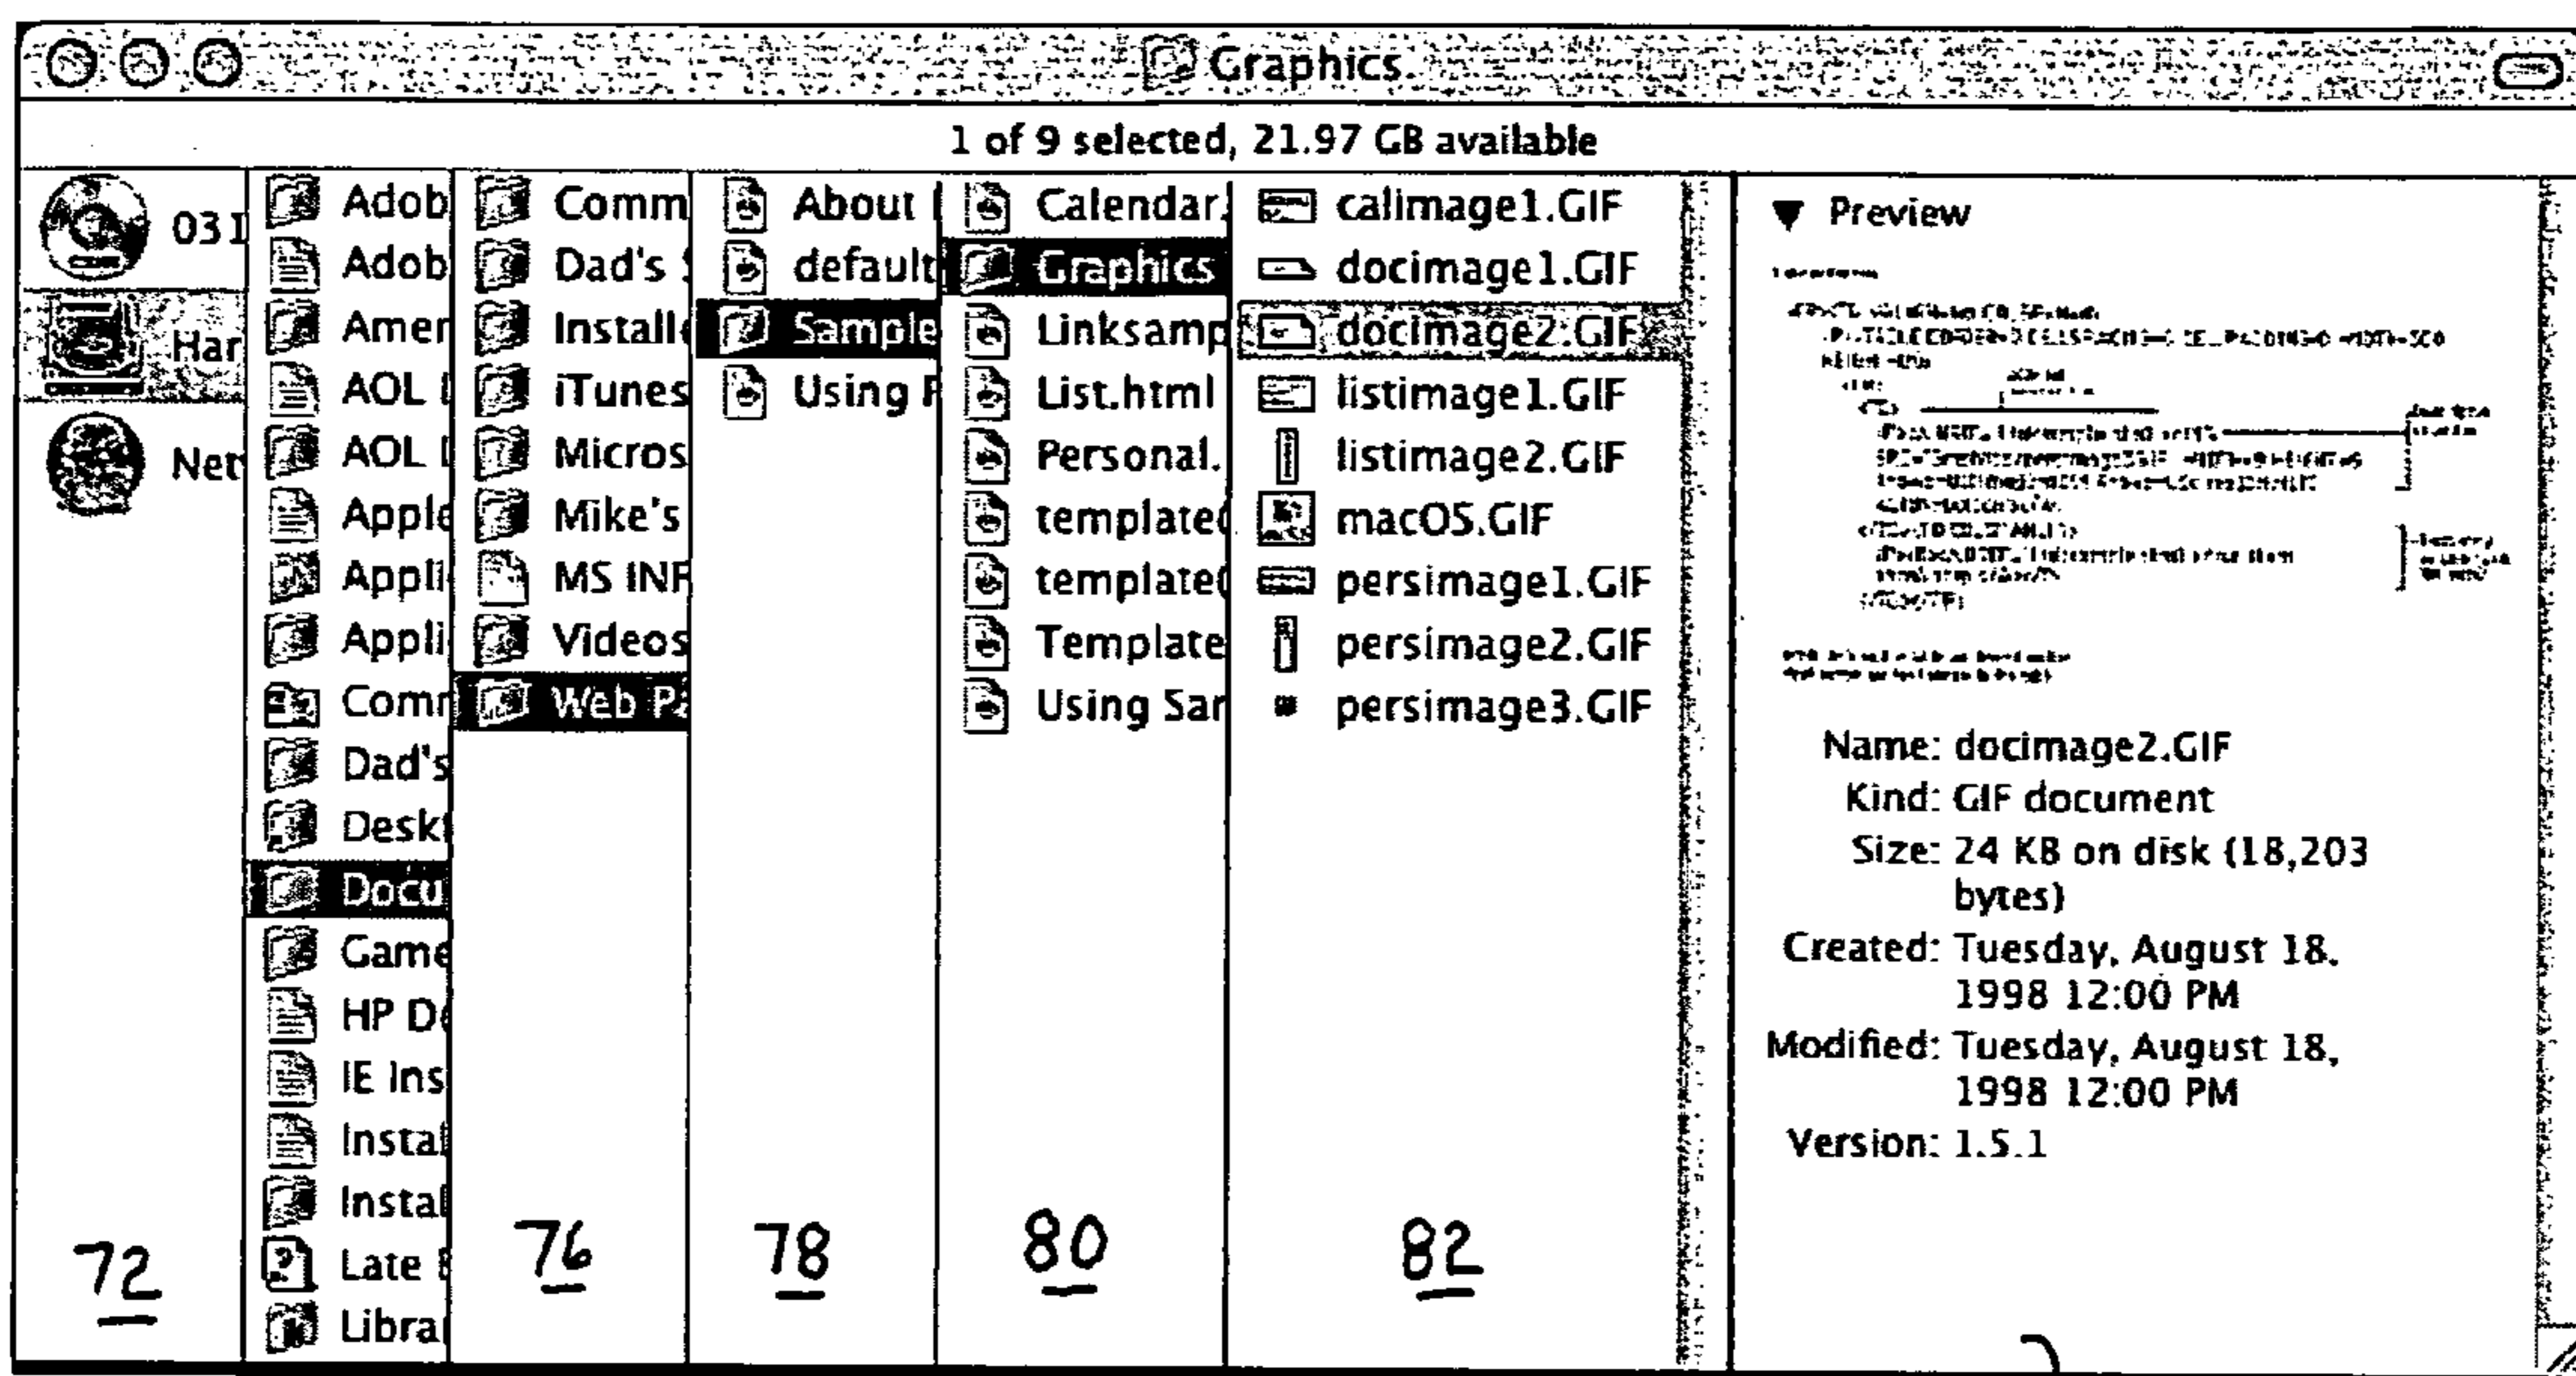 Graphics
1 of 9 selected, 21.97 GB available
03 I
Har
Net
72
Adob
Adob
Amer
AOL
AOL
Apple
Appli
Appli
Com
Dad's
Desk
Docu
Game
HP D
IE Ins
Instal
Instal
Late
Libra
Comm
Dad's
Install
iTunes
Micros
Mike's
MS INF
Videos
Web Pa
76
About
default
Sample
Using
78
Calendar.
Graphics
Linksamp
List.html
Personal.
template
template
Template
Using Sar
80
calimage1.GIF
docimage1.GIF
docimage2.GIF
listimage1.GIF
listimage2.GIF
macOS.GIF
persimage1.GIF
persimage2.GIF
persimage3.GIF
82
Preview
Name: docimage2.GIF
Kind: GIF document
Size: 24 KB on disk (18,203
bytes)
Created: Tuesday, August 18,
1998 12:00 PM
Modified: Tuesday, August 18,
1998 12:00 PM
Version: 1.5.1